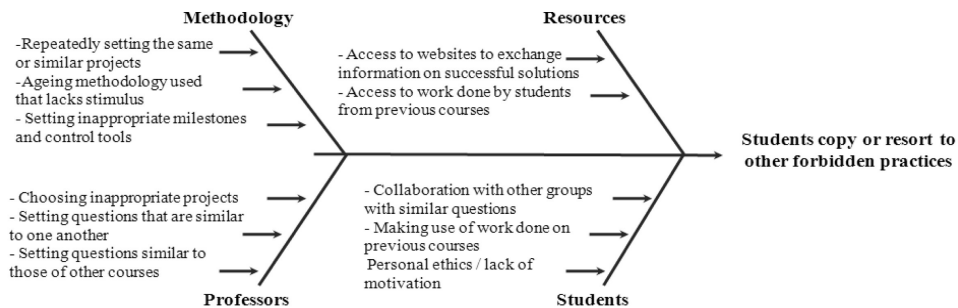 Methodology
-Repeatedly setting the same
or similar projects
-Ageing methodology used
that lacks stimulus
- Setting inappropriate milestones
and control tools
Resources
- Access to websites to exchange
information on successful solutions
- Access to work done by students
from previous courses
Students copy or resort to
other forbidden practices
- Choosing inappropriate projects
- Setting questions that are similar
to one another
- Setting questions similar to
those of other courses
Professors
- Collaboration with other groups
with similar questions
- Making use of work done on
previous courses
Personal ethics / lack of
motivation
Students